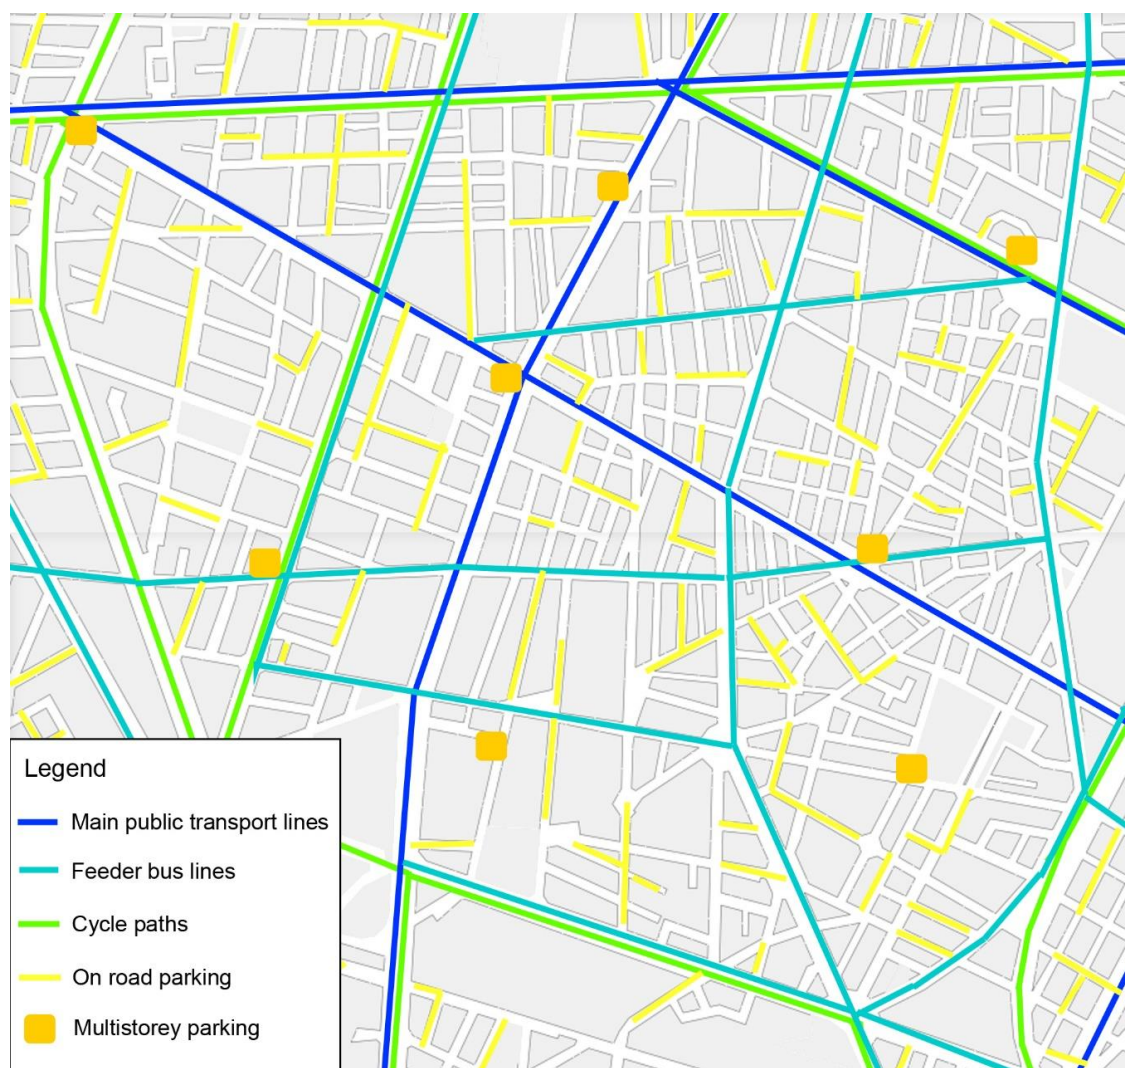 Legend
Main public transport lines
Feeder bus lines
Cycle paths
On road parking
Multistorey parking